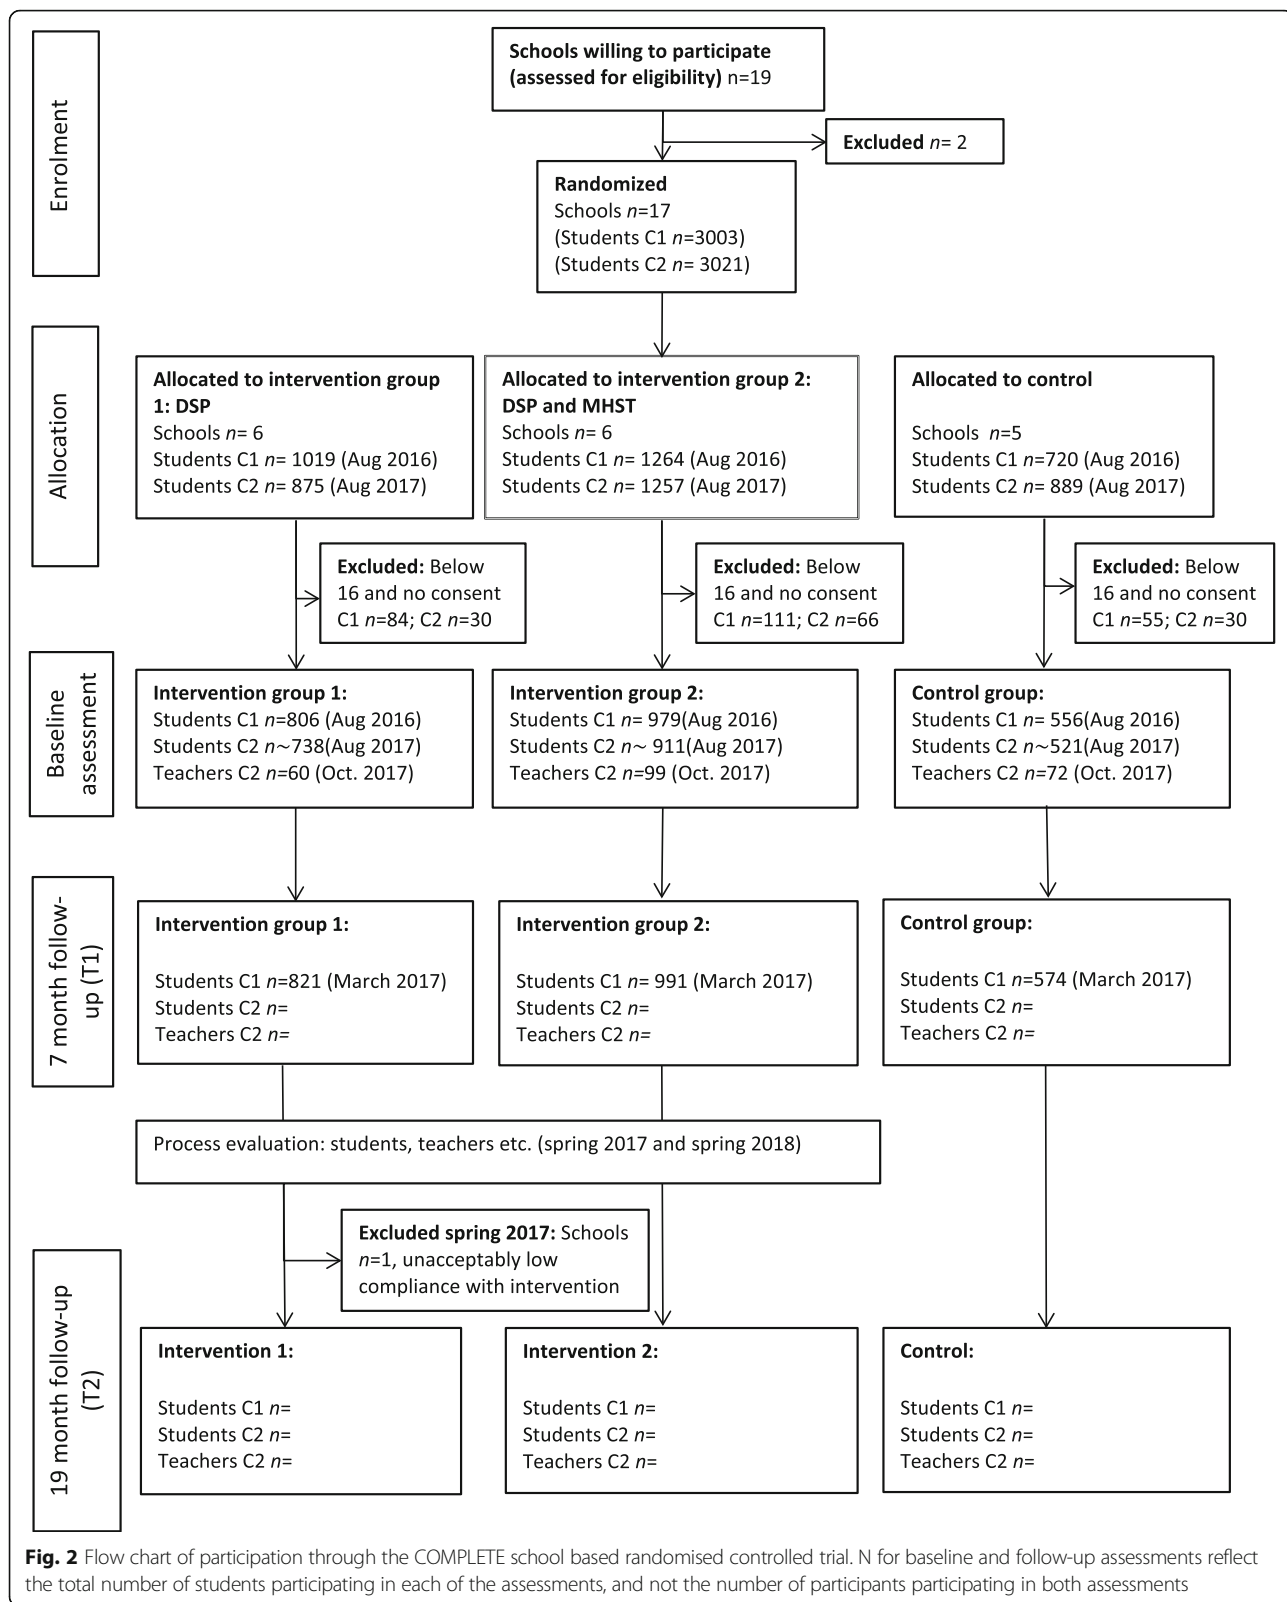 Enrolment
Schools willing to participate
(assessed for eligibility) n=19
Excluded n= 2
Randomized
Schools n=17
(Students C1 n=3003)
(Students C2 n= 3021)
Allocation
Allocated to intervention group
1: DSP
Schools n= 6
Students C1 n= 1019 (Aug 2016)
Students C2 n= 875 (Aug 2017)
Allocated to intervention group 2:
DSP and MHST
Schools n= 6
Students C1 n= 1264 (Aug 2016)
Students C2 n= 1257 (Aug 2017)
Allocated to control
Schools n=5
Students C1 n=720 (Aug 2016)
Students C2 n= 889 (Aug 2017)
Excluded: Below
16 and no consent
C1 n=84; C2 n=30
Excluded: Below
16 and no consent
C1 n=111; C2 n=66
Excluded: Below
16 and no consent
C1 n=55; C2 n=30
Baseline
assessment
Intervention group 1:
Students C1 n=806 (Aug 2016)
Students C2 n~738(Aug 2017)
Teachers C2 n=60 (Oct. 2017)
Intervention group 2:
Students C1 n= 979(Aug 2016)
Students C2 n~ 911(Aug 2017)
Teachers C2 n=99 (Oct. 2017)
Control group:
Students C1 n= 556(Aug 2016)
Students C2 n~521(Aug 2017)
Teachers C2 n=72 (Oct. 2017)
7 month follow-
up (T1)
Intervention group 1:
Students C1 n=821 (March 2017)
Students C2 n=
Teachers C2 n=
Intervention group 2:
Students C1 n= 991 (March 2017)
Students C2 n=
Teachers C2 n=
Control group:
Students C1 n=574 (March 2017)
Students C2 n=
Teachers C2 n=
Process evaluation: students, teachers etc. (spring 2017 and spring 2018)
Excluded spring 2017: Schools
n=1, unacceptably low
compliance with intervention
19 month follow-up
(T2)
Intervention 1:
Students C1 n=
Students C2 n=
Teachers C2 n=
Intervention 2:
Students C1 n=
Students C2 n=
Teachers C2 n=
Control:
Students C1 n=
Students C2 n=
Teachers C2 n=
Fig. 2 Flow chart of participation through the COMPLETE school based randomised controlled trial. N for baseline and follow-up assessments reflect
the total number of students participating in each of the assessments, and not the number of participants participating in both assessments